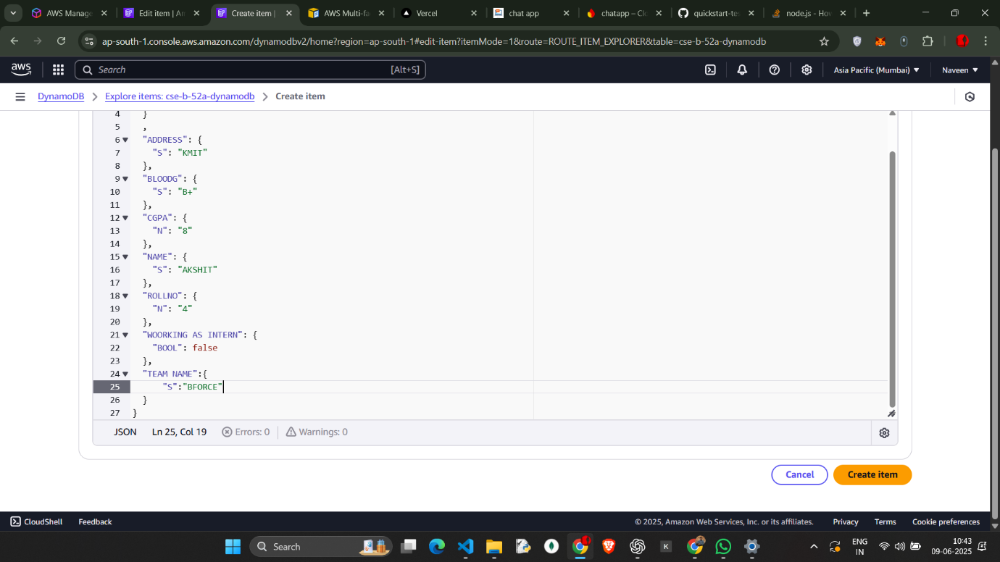 AWS Manage
Edit item | An
Create item |
AWS Multi-fa
Vercel
chat app
chatapp – Clo
quickstart-te
node.js - Hov
ap-south-1.console.aws.amazon.com/dynamodbv2/home?region=ap-south-1#edit-item?itemMode=1&route=ROUTE_ITEM_EXPLORER&table=cse-b-52a-dynamodb
aws
Search [Alt+S]
Asia Pacific (Mumbai)
Naveen
DynamoDB > Explore items: cse-b-52a-dynamodb > Create item
4 }
5 ,
6 "ADDRESS": {
7 "S": "KMIT"
8 },
9 "BLOODG": {
10 "S": "B+"
11 },
12 "CGPA": {
13 "N": "8"
14 },
15 "NAME": {
16 "S": "AKSHIT"
17 },
18 "ROLLNO": {
19 "N": "4"
20 },
21 "WOORKING AS INTERN": {
22 "BOOL": false
23 },
24 "TEAM NAME":{
25 "S":"BFORCE"
26 }
27 }
JSON Ln 25, Col 19 Errors: 0 Warnings: 0
Cancel Create item
CloudShell Feedback © 2025, Amazon Web Services, Inc. or its affiliates. Privacy Terms Cookie preferences
Search
K
ENG
IN
10:43
09-06-2025